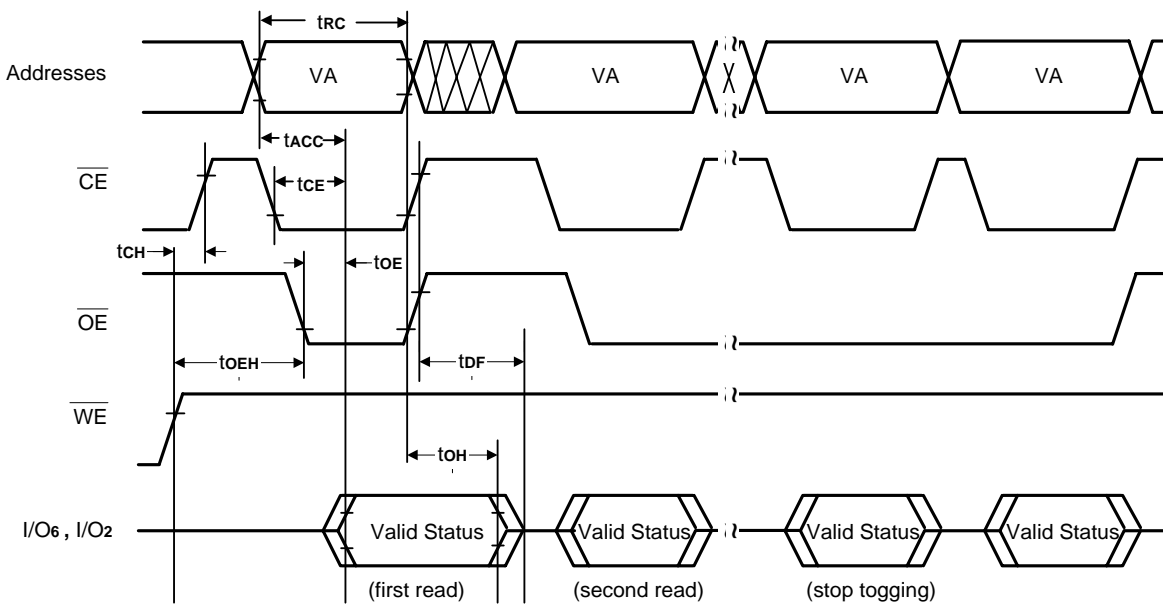 tRC
Addresses VA VA VA VA
tACC
CE tCE
tCH tOE
OE
tOEH tDF
WE
tOH
I/O6 , I/O2 Valid Status Valid Status Valid Status Valid Status
(first read) (second read) (stop togging)